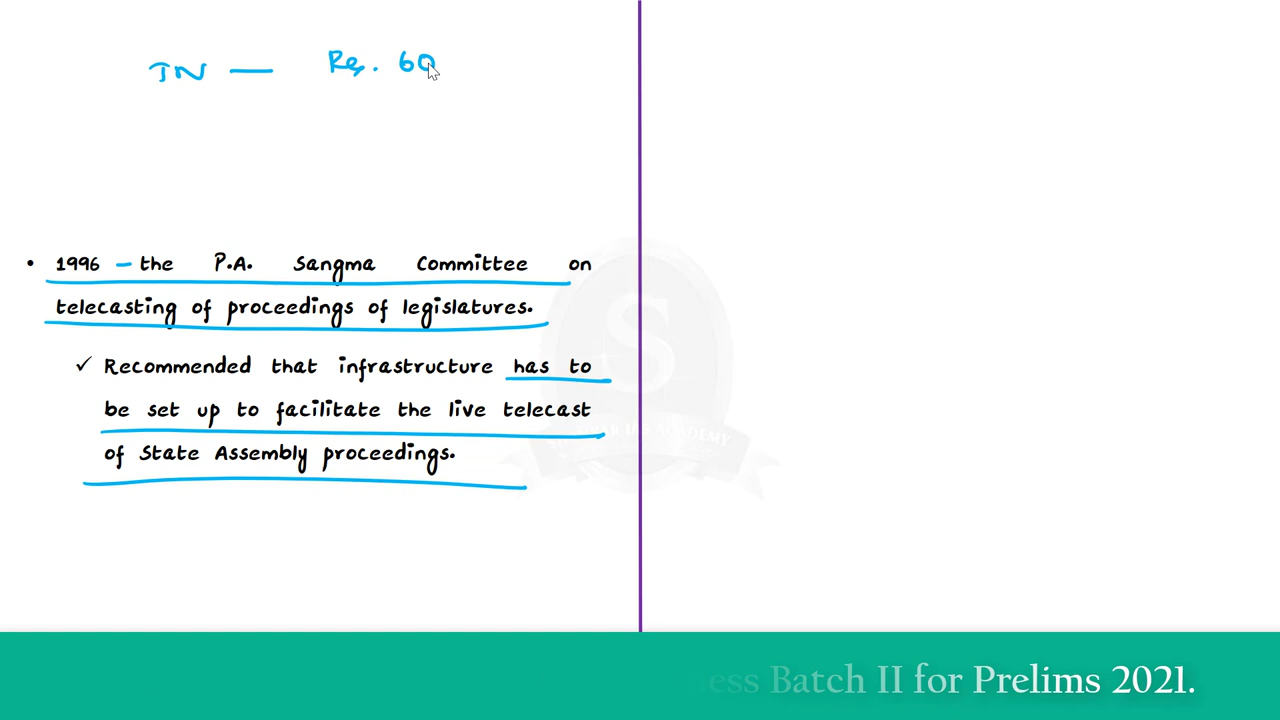 TN — Rs. 60
• 1996 – the P.A. Sangma Committee on
telecasting of proceedings of legislatures.
✓ Recommended that infrastructure has to
be set up to facilitate the live telecast
of State Assembly proceedings.
ACADEMY
ess Batch II for Prelims 2021.